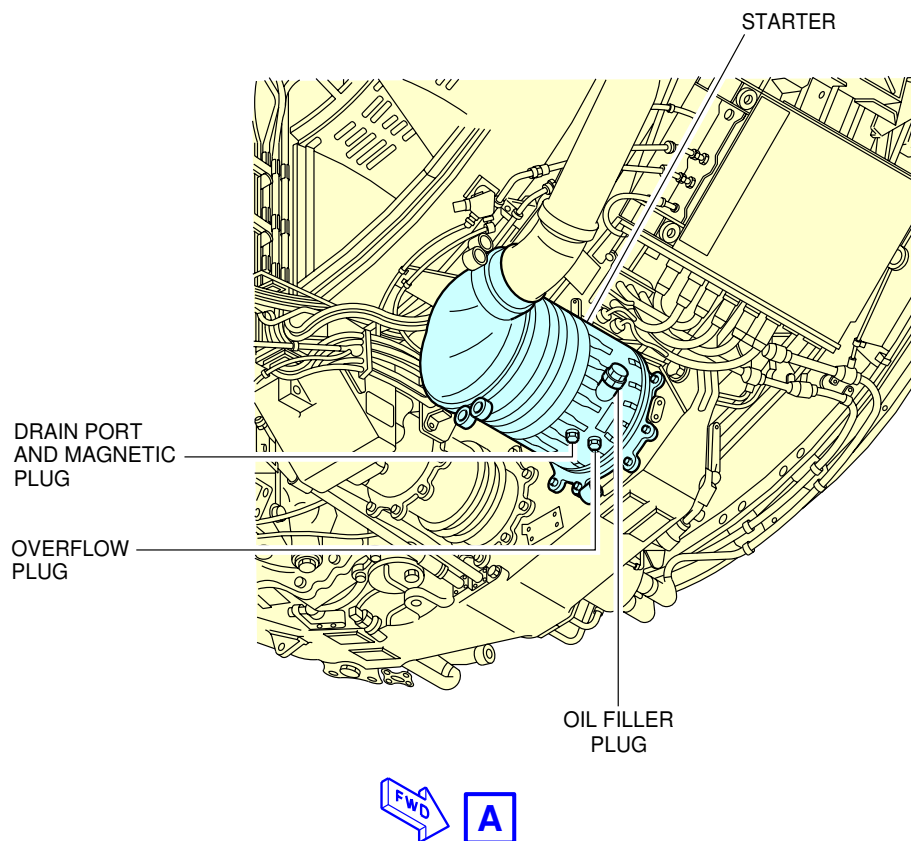 STARTER
DRAIN PORT
AND MAGNETIC
PLUG
OVERFLOW
PLUG
OIL FILLER
PLUG
FWD
A